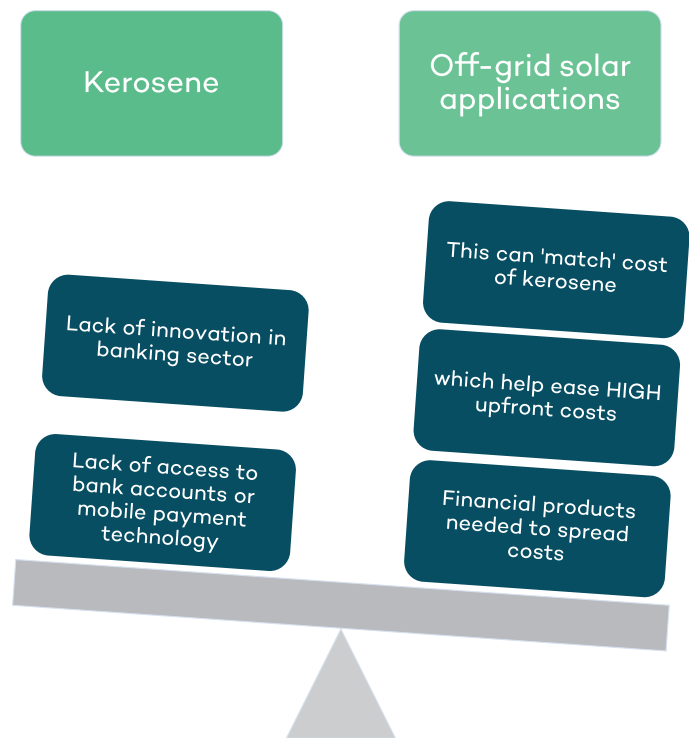 Kerosene
Off-grid solar
applications
Lack of innovation in
banking sector
Lack of access to
bank accounts or
mobile payment
technology
This can 'match' cost
of kerosene
which help ease HIGH
upfront costs
Financial products
needed to spread
costs